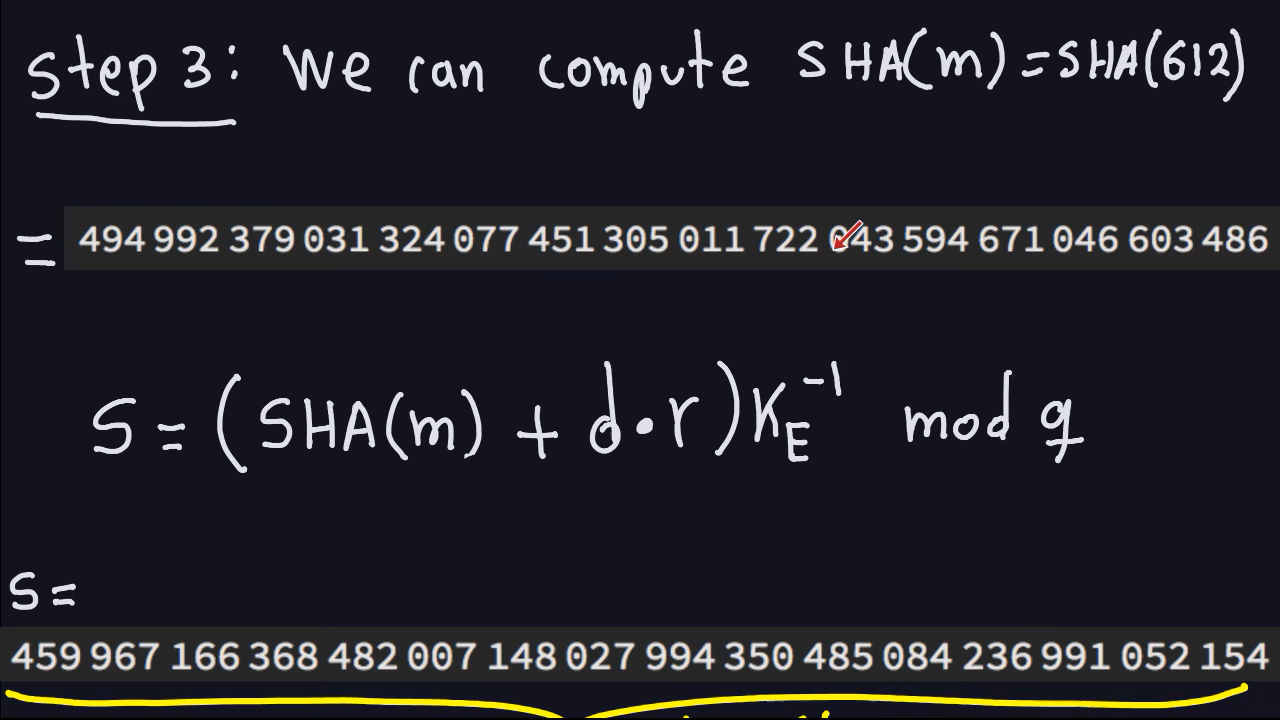 Step 3: We can compute SHA(m) = SHA(612)
= 494 992 379 031 324 077 451 305 011 722 043 594 671 046 603 486
S = (SHA(m) + d·r) K_E^-1 mod q
S =
459 967 166 368 482 007 148 027 994 350 485 084 236 991 052 154